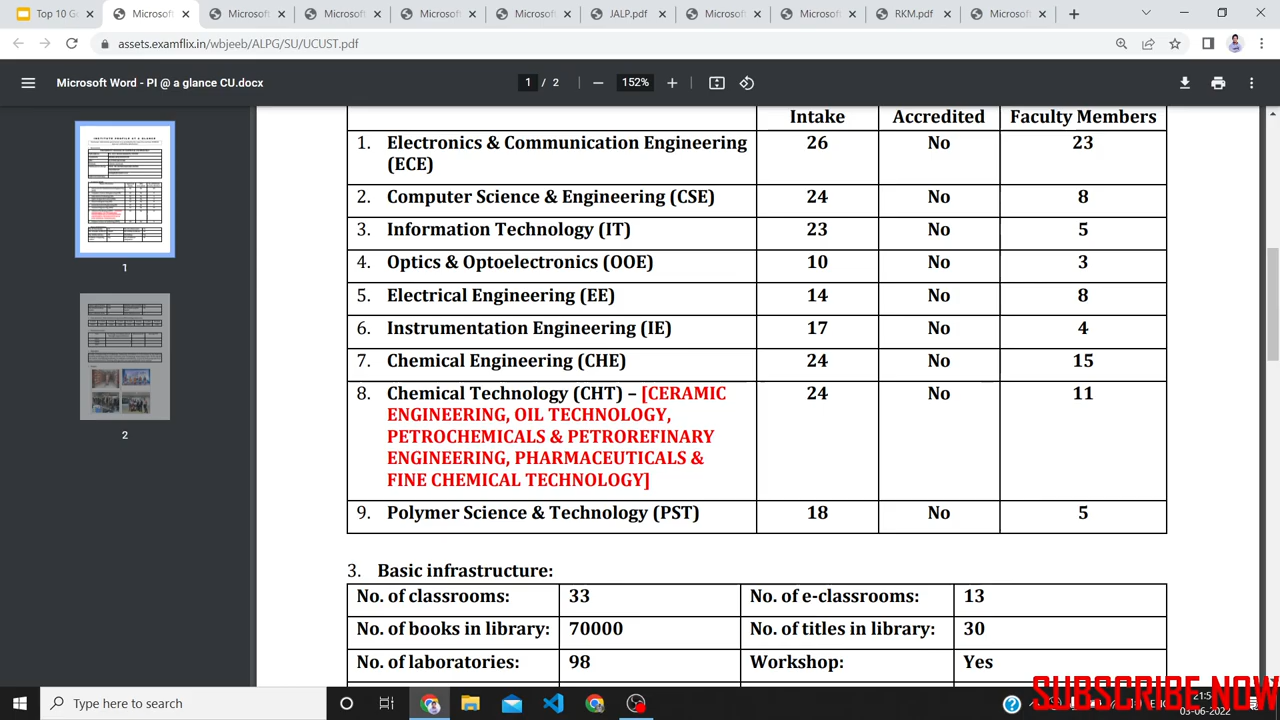 Top 10 Go
Microsoft
Microsoft
Microsoft
Microsoft
Microsoft
JALP.pdf
Microsoft
Microsoft
RKM.pdf
Microsoft
assets.examflix.in/wbjeeb/ALPG/SU/UCUST.pdf
Microsoft Word - PI @ a glance CU.docx
1 / 2
152%
Intake Accredited Faculty Members
1. Electronics & Communication Engineering (ECE) 26 No 23
2. Computer Science & Engineering (CSE) 24 No 8
3. Information Technology (IT) 23 No 5
4. Optics & Optoelectronics (OOE) 10 No 3
5. Electrical Engineering (EE) 14 No 8
6. Instrumentation Engineering (IE) 17 No 4
7. Chemical Engineering (CHE) 24 No 15
8. Chemical Technology (CHT) – [CERAMIC 24 No 11
ENGINEERING, OIL TECHNOLOGY,
PETROCHEMICALS & PETROREFINARY
ENGINEERING, PHARMACEUTICALS &
FINE CHEMICAL TECHNOLOGY]
9. Polymer Science & Technology (PST) 18 No 5
3. Basic infrastructure:
No. of classrooms: 33 No. of e-classrooms: 13
No. of books in library: 70000 No. of titles in library: 30
No. of laboratories: 98 Workshop: Yes
1
2
Type here to search
SUBSCRIBE NOW
03-06-2022